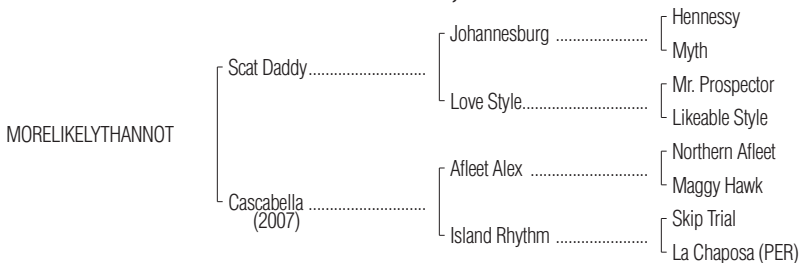 Hennessy
Johannesburg ......................
Myth
Scat Daddy............................
Mr. Prospector
Love Style.............................
Likeable Style
MORELIKELYTHANNOT
Northern Afleet
Afleet Alex ............................
Maggy Hawk
Cascabella ............................
(2007)
Skip Trial
Island Rhythm ......................
La Chaposa (PER)